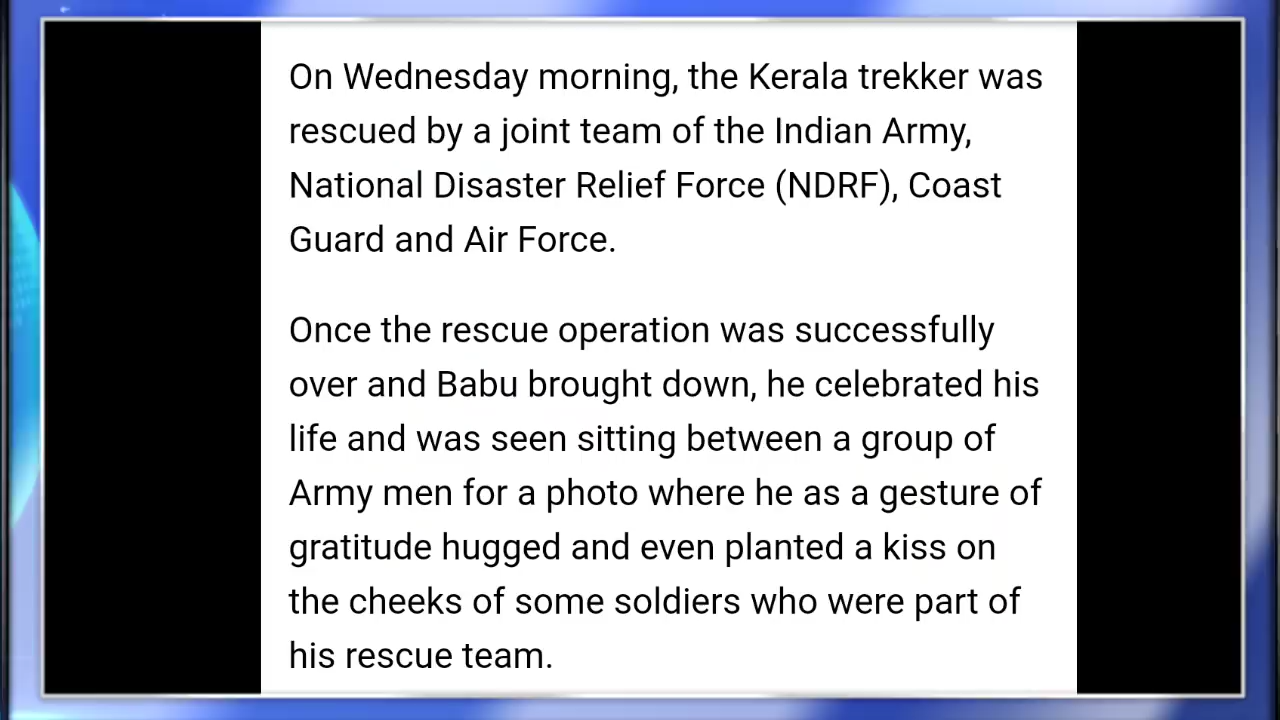 On Wednesday morning, the Kerala trekker was
rescued by a joint team of the Indian Army,
National Disaster Relief Force (NDRF), Coast
Guard and Air Force.
Once the rescue operation was successfully
over and Babu brought down, he celebrated his
life and was seen sitting between a group of
Army men for a photo where he as a gesture of
gratitude hugged and even planted a kiss on
the cheeks of some soldiers who were part of
his rescue team.